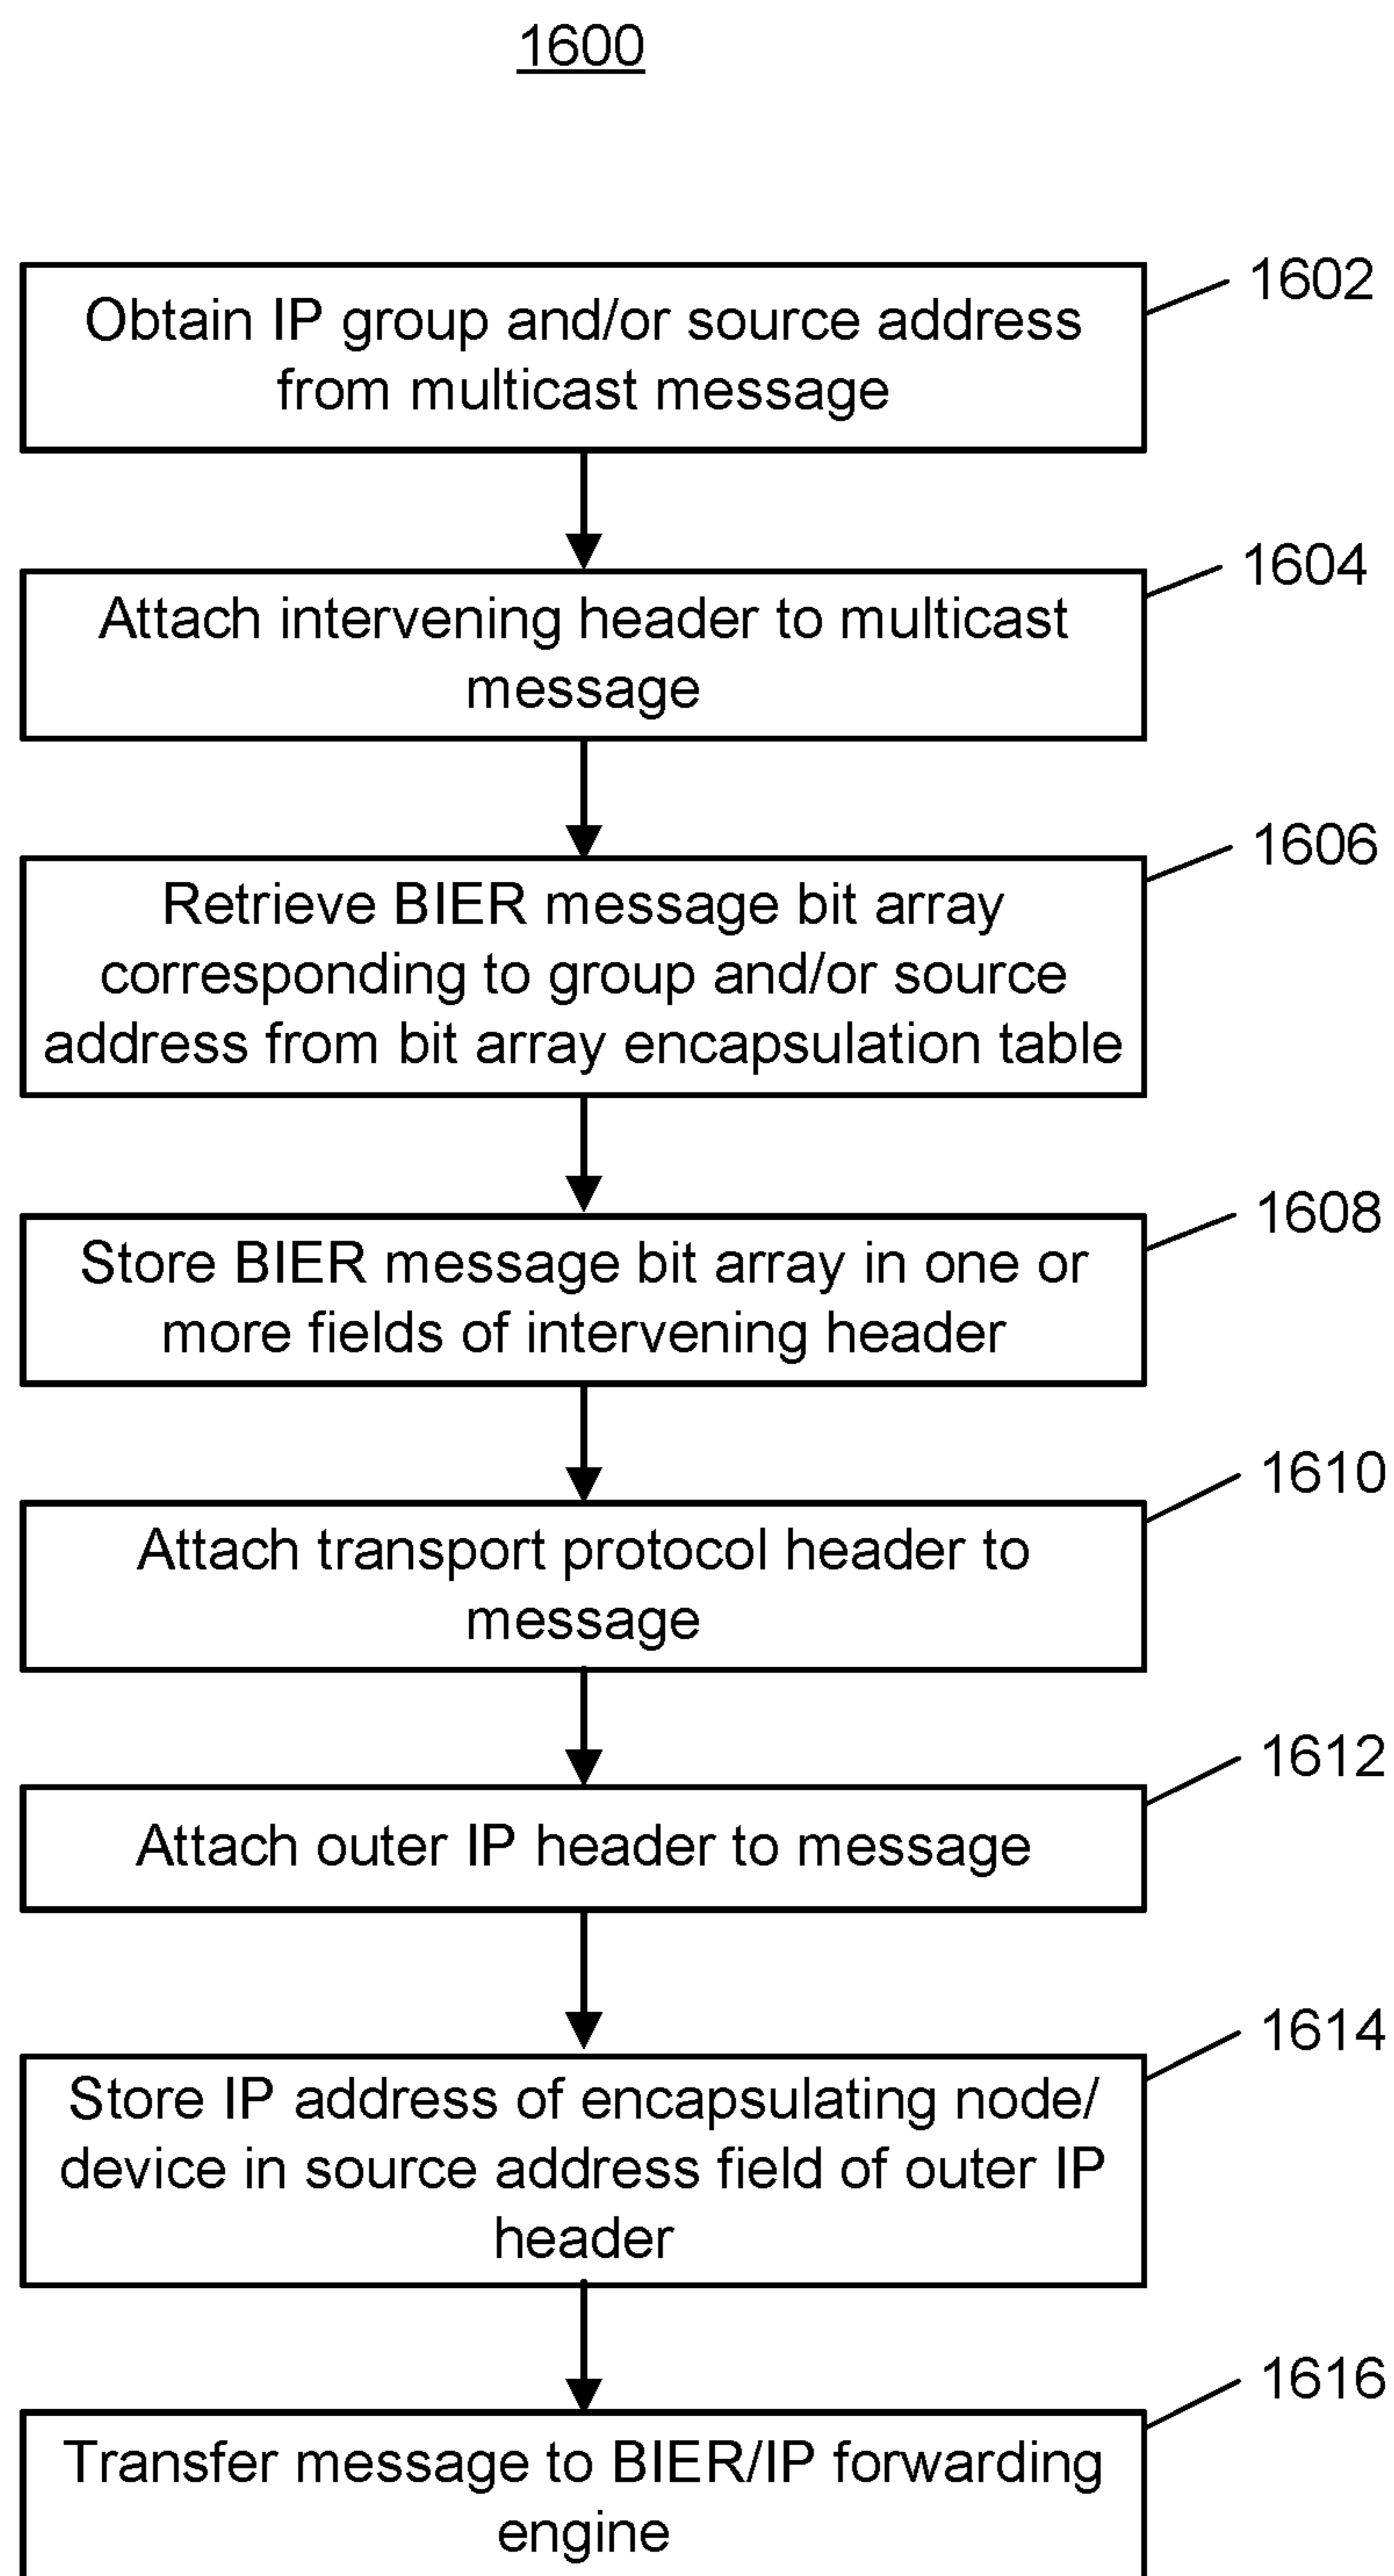 1600
1602
Obtain IP group and/or source address
from multicast message
1604
Attach intervening header to multicast
message
1606
Retrieve BIER message bit array
corresponding to group and/or source
address from bit array encapsulation table
1608
Store BIER message bit array in one or
more fields of intervening header
1610
Attach transport protocol header to
message
1612
Attach outer IP header to message
1614
Store IP address of encapsulating node/
device in source address field of outer IP
header
1616
Transfer message to BIER/IP forwarding
engine